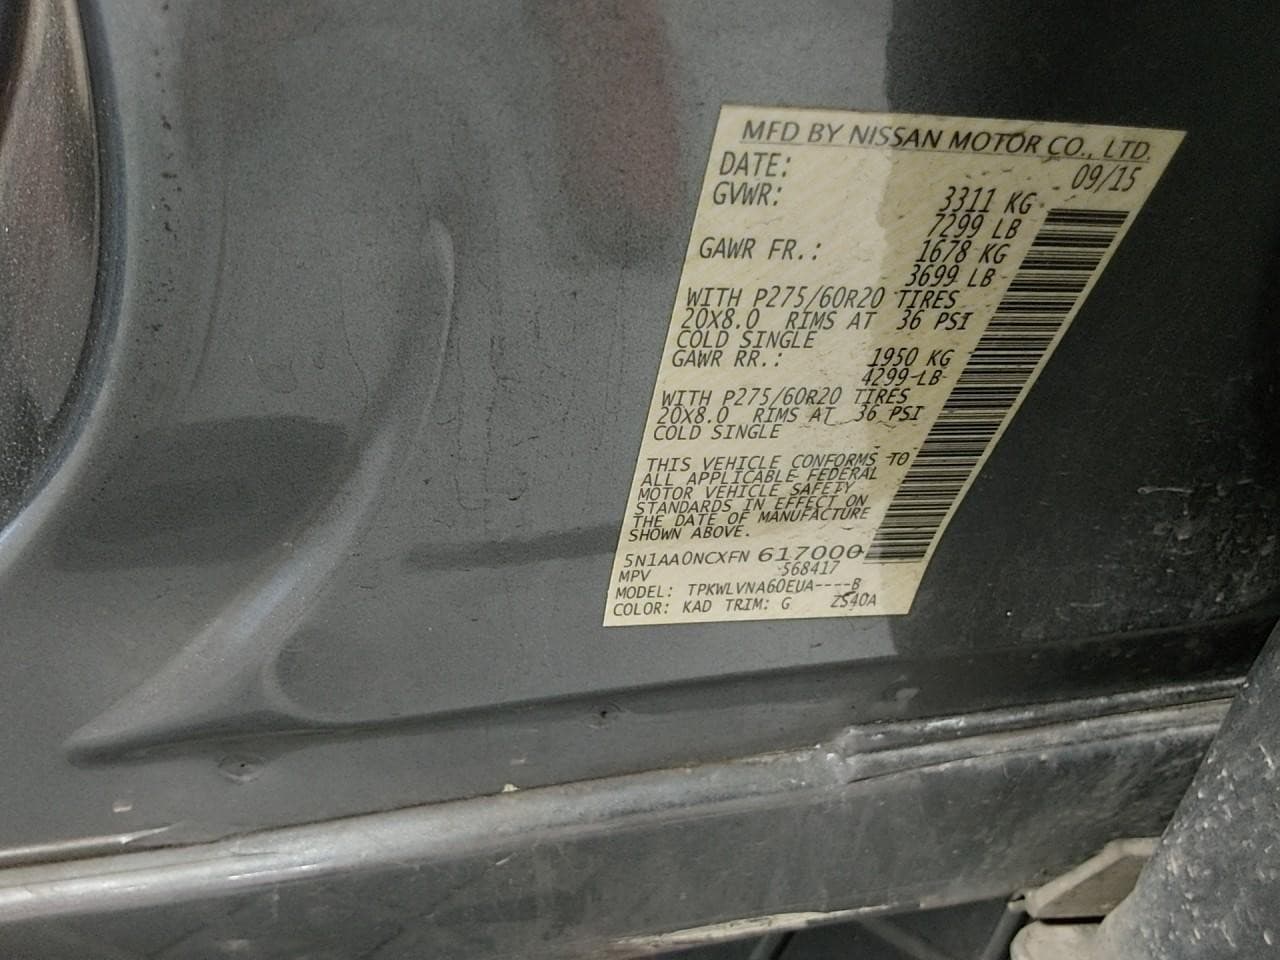 MFD BY NISSAN MOTOR CO., LTD.
DATE: 09/15
GVWR: 3311 KG
7299 LB
GAWR FR.: 1678 KG
3699 LB
WITH P275/60R20 TIRES
20X8.0 RIMS AT 36 PSI
COLD SINGLE
GAWR RR.: 1950 KG
4299 LB
WITH P275/60R20 TIRES
20X8.0 RIMS AT 36 PSI
COLD SINGLE
THIS VEHICLE CONFORMS TO
ALL APPLICABLE FEDERAL
MOTOR VEHICLE SAFETY
STANDARDS IN EFFECT ON
THE DATE OF MANUFACTURE
SHOWN ABOVE.
5N1AA0NCXFN 617000
MPV 568417
MODEL: TPKWLVNA60EUA----B
COLOR: KAD TRIM: G ZS40A